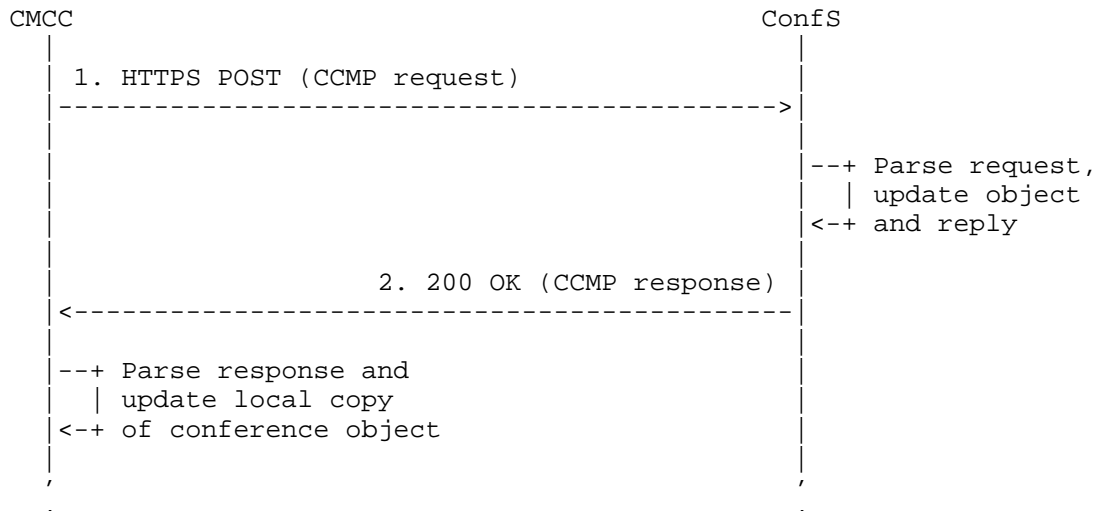 CMCC ConfS
1. HTTPS POST (CCMP request)
Parse request,
update object
and reply
2. 200 OK (CCMP response)
Parse response and
update local copy
of conference object